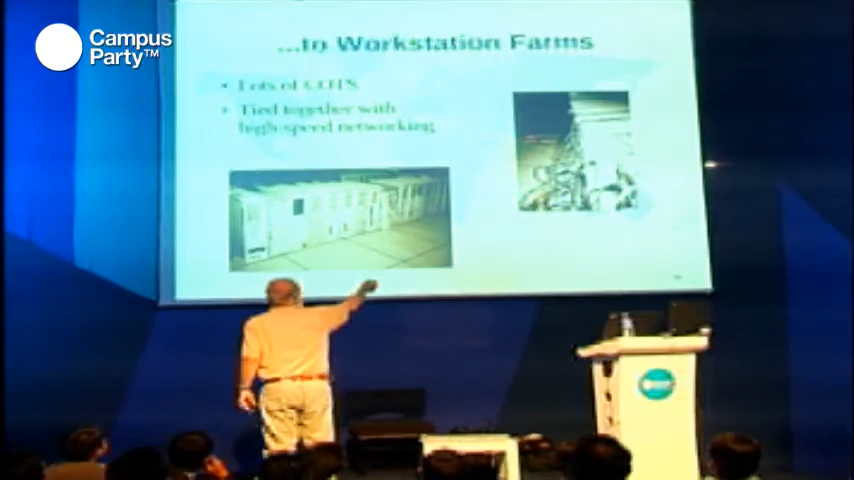 Campus
Party™
...to Workstation Farms
• Lots of COTS
• Tied together with
high-speed networking